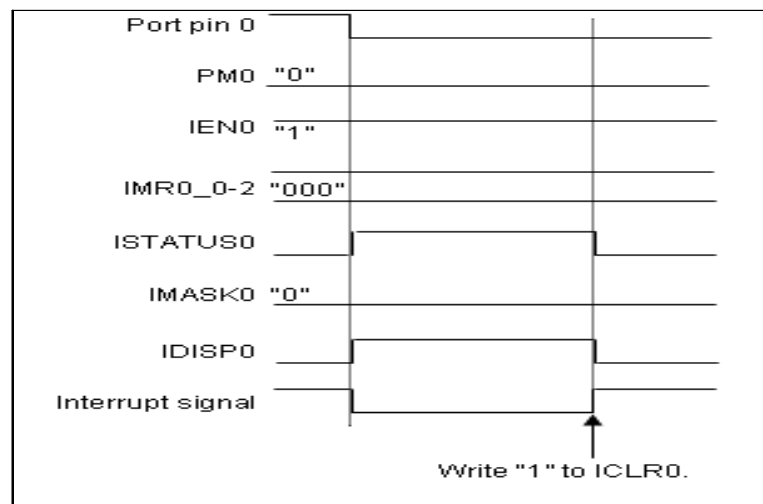 Port pin 0
PM0 "0"
IEN0 "1"
IMR0_0-2 "000"
ISTATUS0
IMASK0 "0"
IDISP0
Interrupt signal
Write "1" to ICLR0.